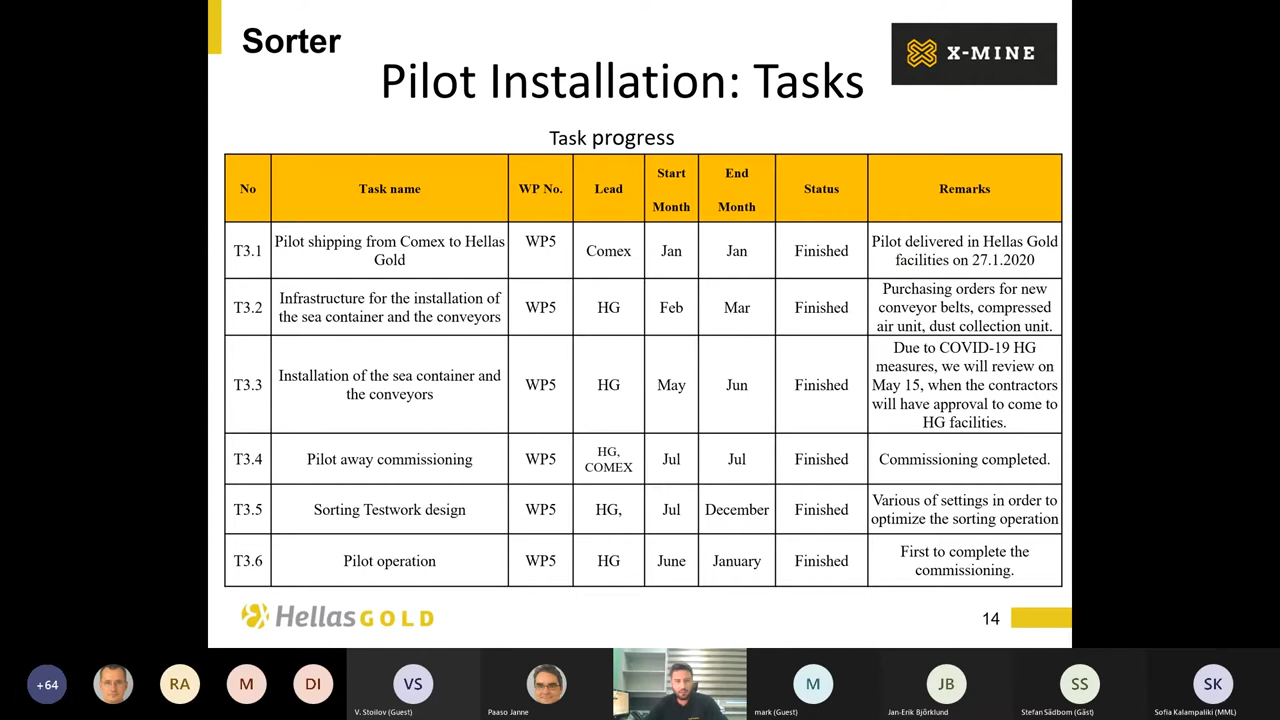 Sorter
X-MINE
Pilot Installation: Tasks
Task progress
No Task name WP No. Lead Start Month End Month Status Remarks
T3.1 Pilot shipping from Comex to Hellas Gold WP5 Comex Jan Jan Finished Pilot delivered in Hellas Gold facilities on 27.1.2020
T3.2 Infrastructure for the installation of the sea container and the conveyors WP5 HG Feb Mar Finished Purchasing orders for new conveyor belts, compressed air unit, dust collection unit.
T3.3 Installation of the sea container and the conveyors WP5 HG May Jun Finished Due to COVID-19 HG measures, we will review on May 15, when the contractors will have approval to come to HG facilities.
T3.4 Pilot away commissioning WP5 HG, COMEX Jul Jul Finished Commissioning completed.
T3.5 Sorting Testwork design WP5 HG, Jul December Finished Various of settings in order to optimize the sorting operation
T3.6 Pilot operation WP5 HG June January Finished First to complete the commissioning.
HellasGOLD
14
+64 RA M DI VS M JB SS SK
V. Stoilov (Guest) Paaso Janne mark (Guest) Jan-Erik Björklund Stefan Sädbom (Gäst) Sofia Kalampaliki (MML)